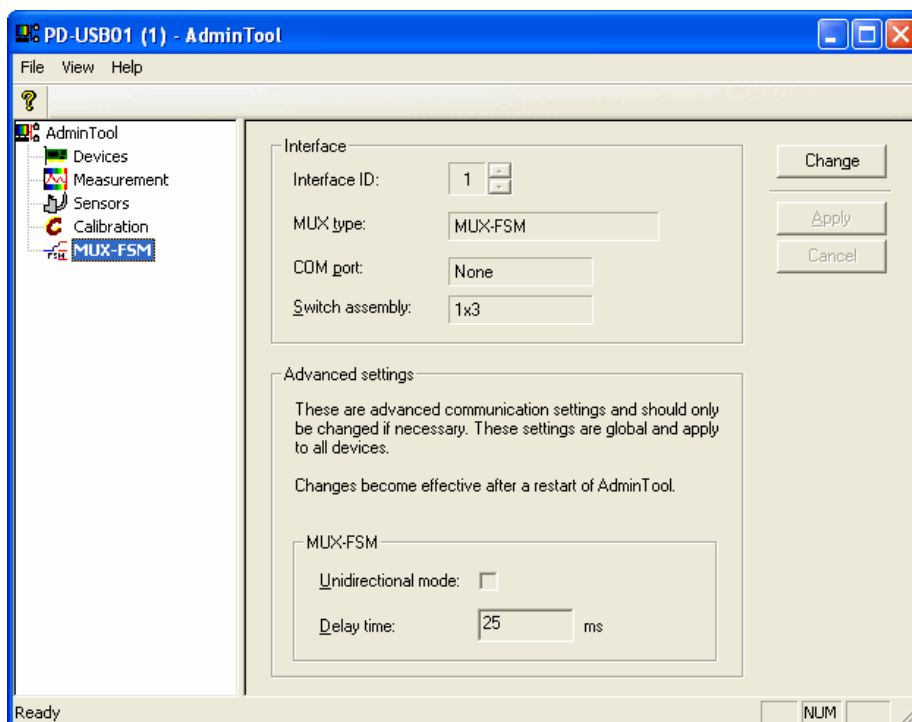 PD-USB01 (1) - AdminTool
File View Help
AdminTool
Devices
Measurement
Sensors
Calibration
MUX-FSM
Interface
Interface ID: 1
MUX type: MUX-FSM
COM port: None
Switch assembly: 1x3
Change
Apply
Cancel
Advanced settings
These are advanced communication settings and should only
be changed if necessary. These settings are global and apply
to all devices.
Changes become effective after a restart of AdminTool.
MUX-FSM
Unidirectional mode:
Delay time: 25 ms
Ready NUM